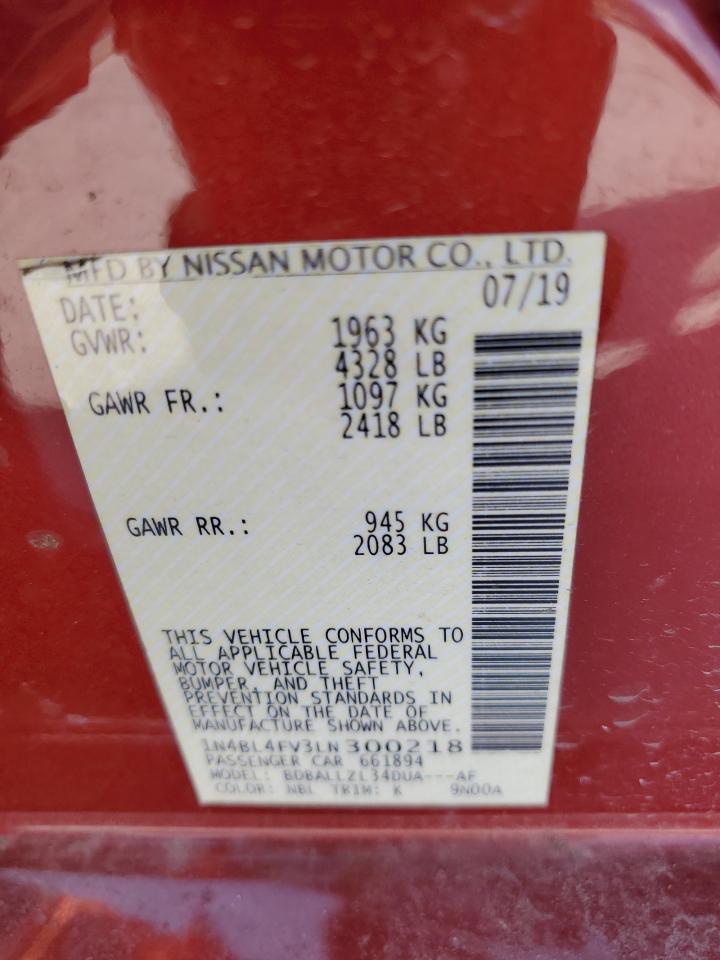 MFD BY NISSAN MOTOR CO., LTD.
DATE: 07/19
GVWR: 1963 KG
4328 LB
GAWR FR.: 1097 KG
2418 LB
GAWR RR.: 945 KG
2083 LB
THIS VEHICLE CONFORMS TO
ALL APPLICABLE FEDERAL
MOTOR VEHICLE SAFETY,
BUMPER, AND THEFT
PREVENTION STANDARDS IN
EFFECT ON THE DATE OF
MANUFACTURE SHOWN ABOVE.
1N4BL4FV3LN300218
PASSENGER CAR 661894
MODEL: BDBALLZL34DUA---AF
COLOR: NBL TRIM: K 9N00A